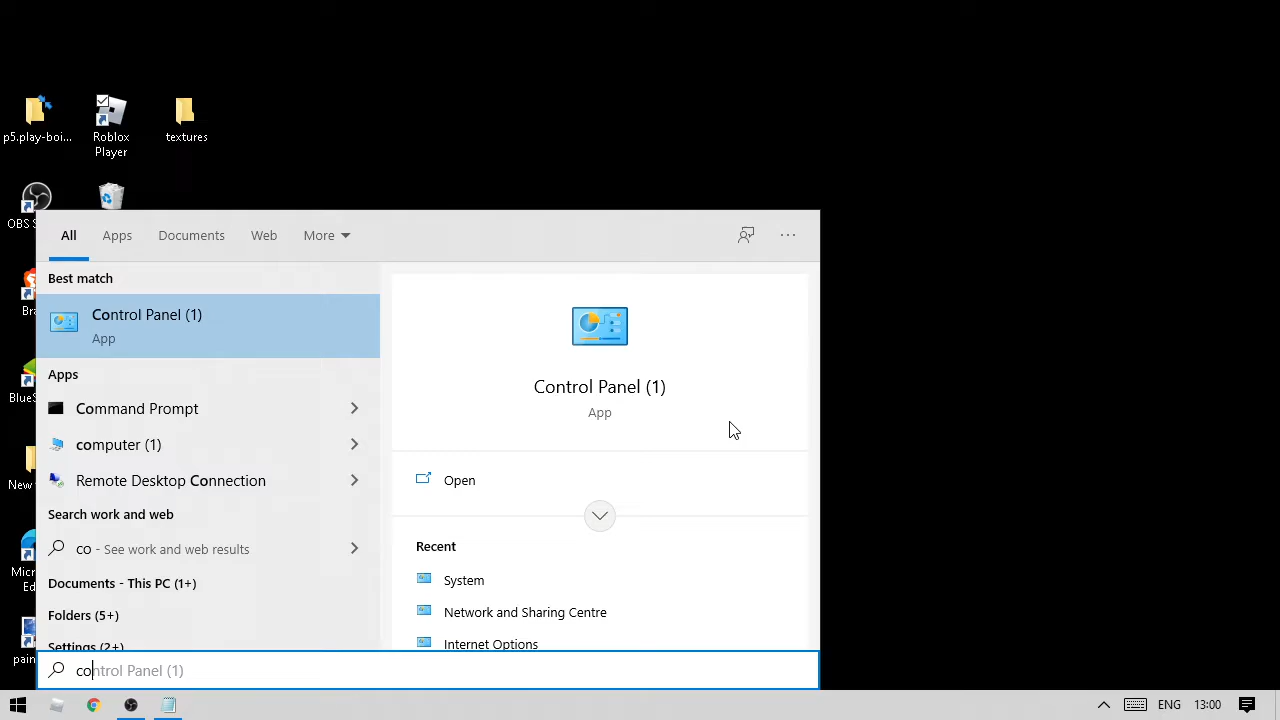 p5.play-boi...
Roblox
Player
textures
OBS S
All
Apps
Documents
Web
More
Best match
Control Panel (1)
App
Apps
Command Prompt
computer (1)
Remote Desktop Connection
Search work and web
co - See work and web results
Documents - This PC (1+)
Folders (5+)
Settings (2+)
Control Panel (1)
App
Open
Recent
System
Network and Sharing Centre
Internet Options
Bra
BlueS
New
Micr
Ed
pain
control Panel (1)
ENG
13:00